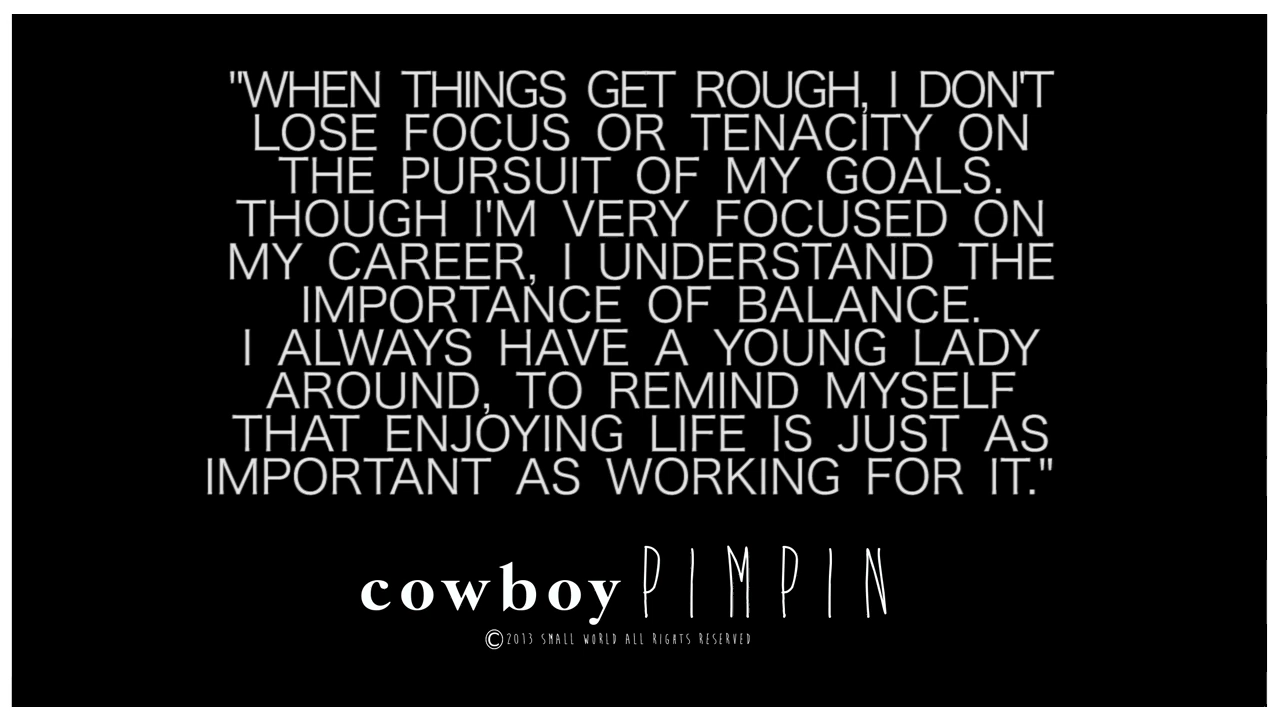 "WHEN THINGS GET ROUGH, I DON'T
LOSE FOCUS OR TENACITY ON
THE PURSUIT OF MY GOALS.
THOUGH I'M VERY FOCUSED ON
MY CAREER, I UNDERSTAND THE
IMPORTANCE OF BALANCE.
I ALWAYS HAVE A YOUNG LADY
AROUND, TO REMIND MYSELF
THAT ENJOYING LIFE IS JUST AS
IMPORTANT AS WORKING FOR IT."
cowboy PIMPIN
©2013 SMALL WORLD ALL RIGHTS RESERVED